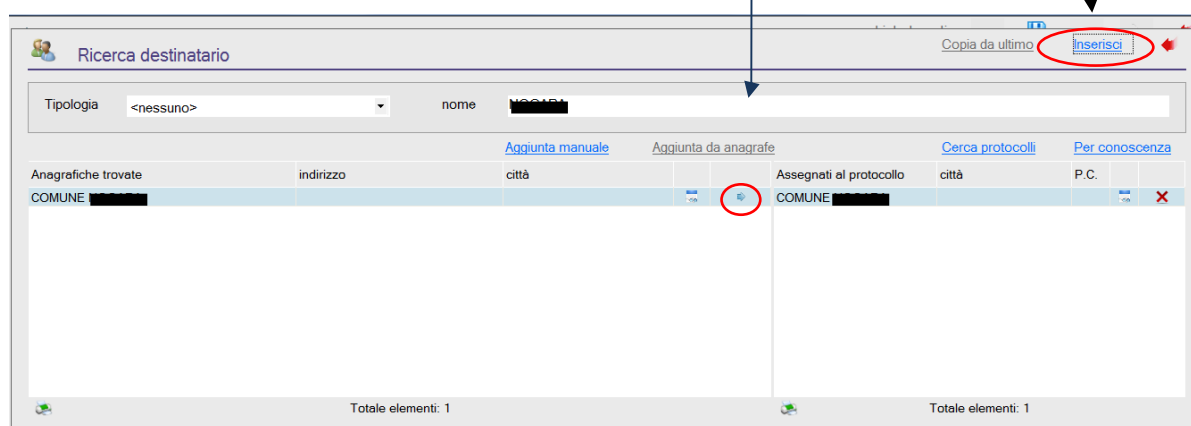 Copia da ultimo Inserisci
Ricerca destinatario
Tipologia <nessuno> nome
Aggiunta manuale Aggiunta da anagrafe Cerca protocolli Per conoscenza
Anagrafiche trovate indirizzo città Assegnati al protocollo città P.C.
COMUNE COMUNE
Totale elementi: 1 Totale elementi: 1